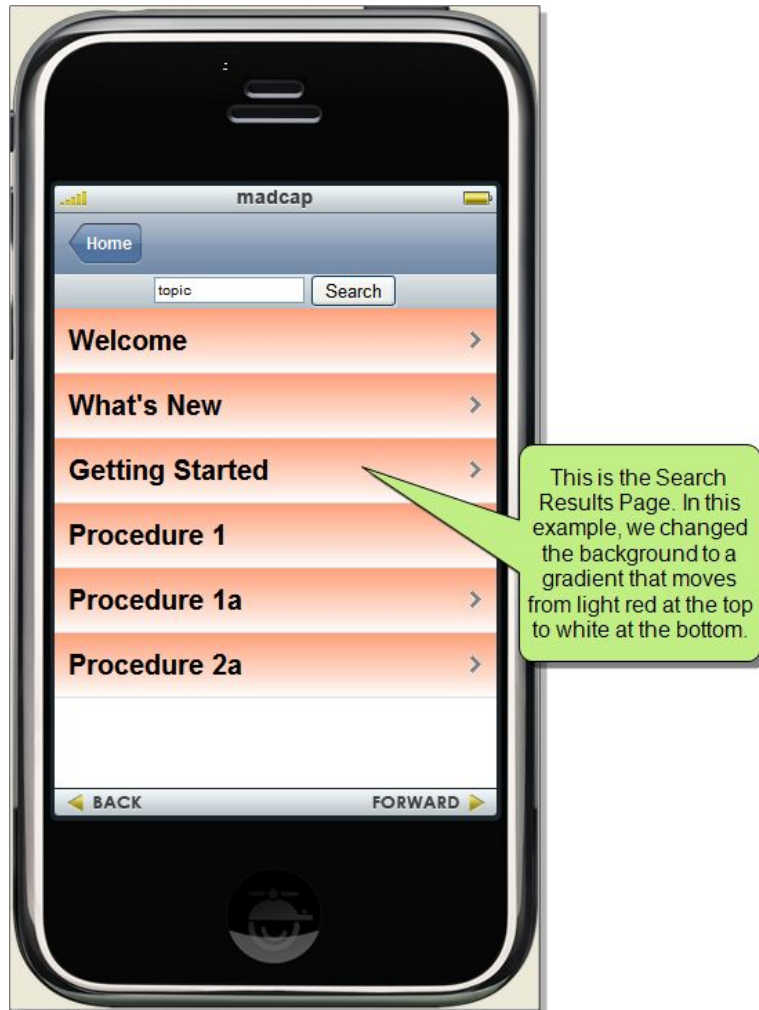 madcap
Home
topic
Search
Welcome
What's New
Getting Started
Procedure 1
Procedure 1a
Procedure 2a
This is the Search
Results Page. In this
example, we changed
the background to a
gradient that moves
from light red at the top
to white at the bottom.
BACK
FORWARD